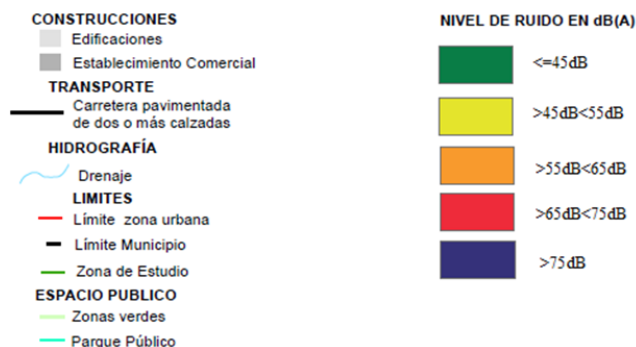 CONSTRUCCIONES
Edificaciones
Establecimiento Comercial
TRANSPORTE
Carretera pavimentada
de dos o más calzadas
HIDROGRAFÍA
Drenaje
LIMITES
Límite zona urbana
Límite Municipio
Zona de Estudio
ESPACIO PUBLICO
Zonas verdes
Parque Público
NIVEL DE RUIDO EN dB(A)
<=45dB
>45dB<55dB
>55dB<65dB
>65dB<75dB
>75dB